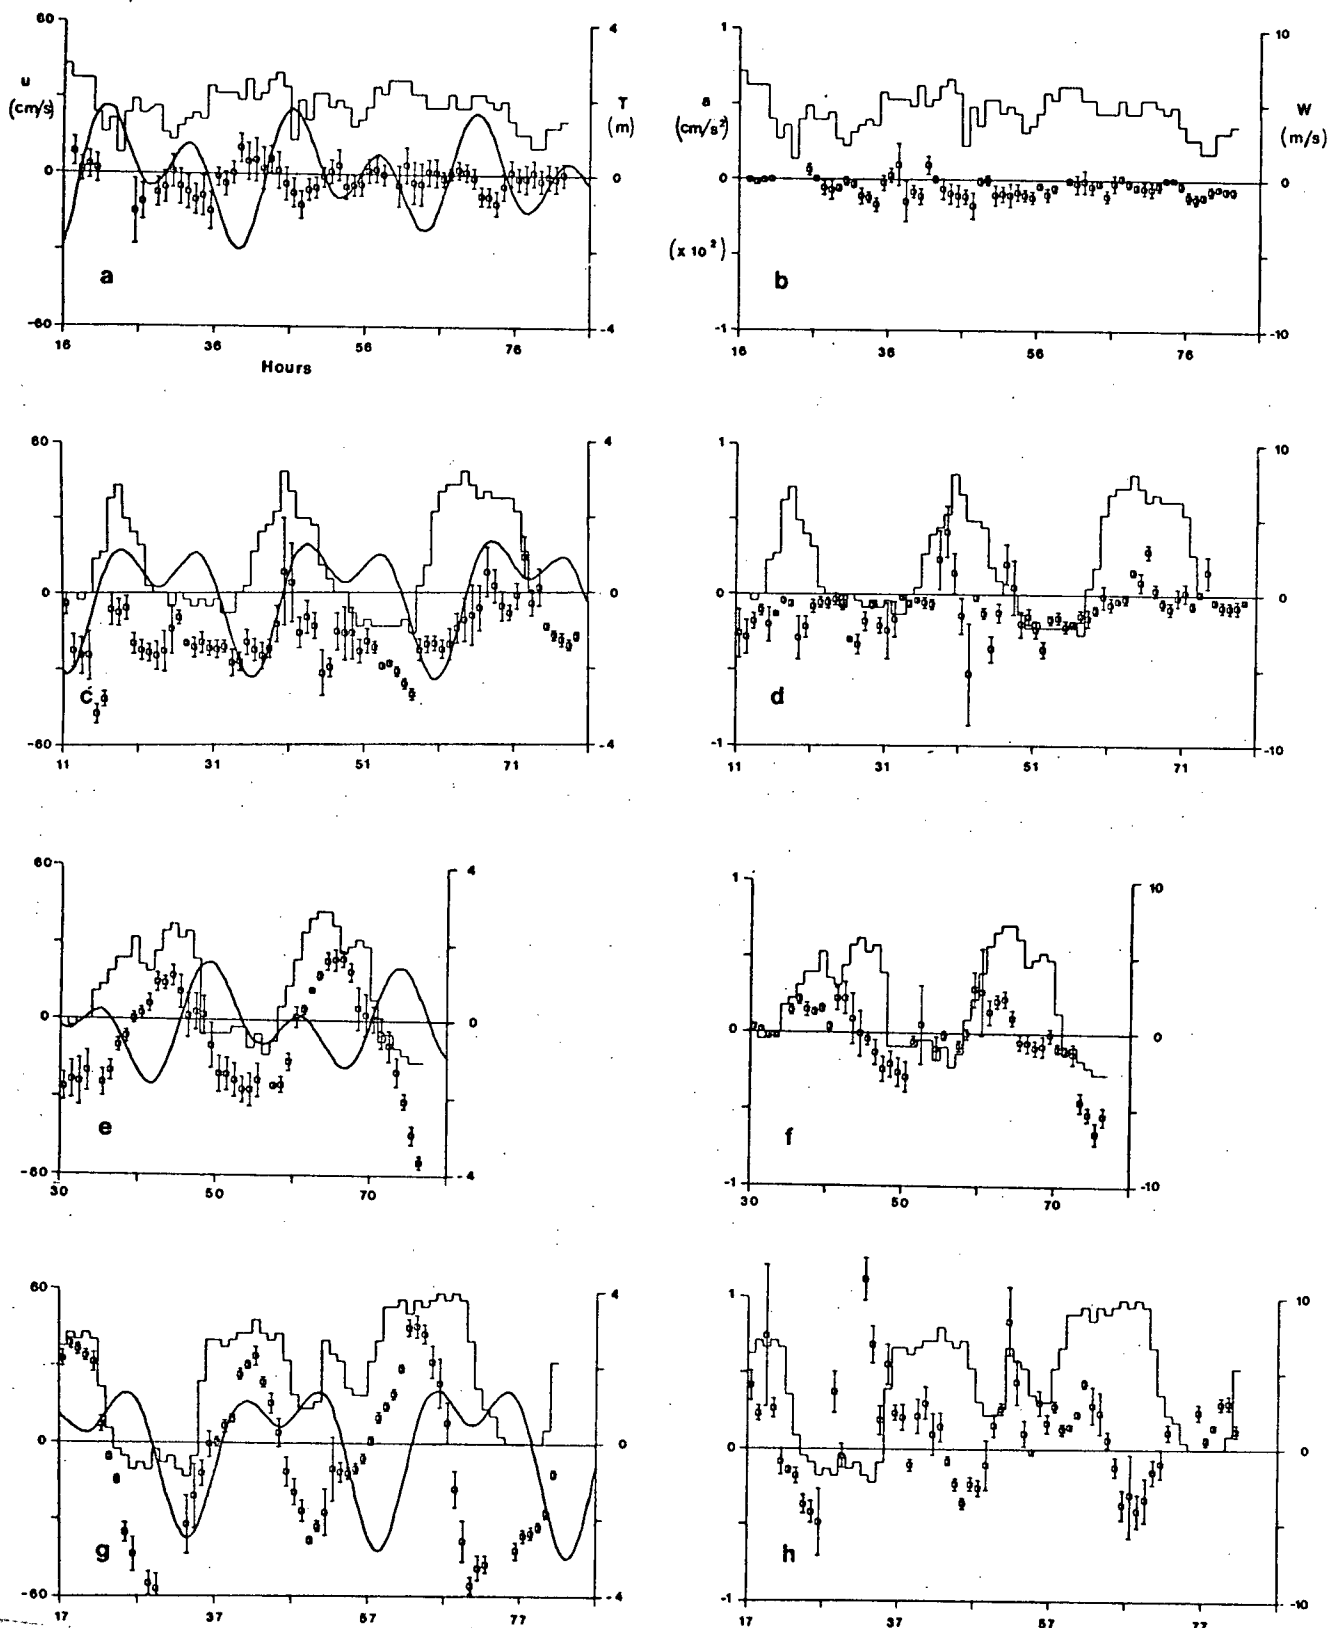 60 4 1 10
u (cm/s) T (m) a (cm/s²) W (m/s)
0 0 0 0
(x 10²)
a b
-60 -4 -1 -10
16 36 56 76 16 36 56 76
Hours
60 4 1 10
0 0 0 0
c d
-60 -4 -1 -10
11 31 51 71 11 31 51 71
60 4 1 10
0 0 0 0
e f
-60 -4 -1 -10
30 50 70 30 50 70
60 4 1 10
0 0 0 0
g h
-60 -4 -1 -10
17 37 57 77 17 37 57 77